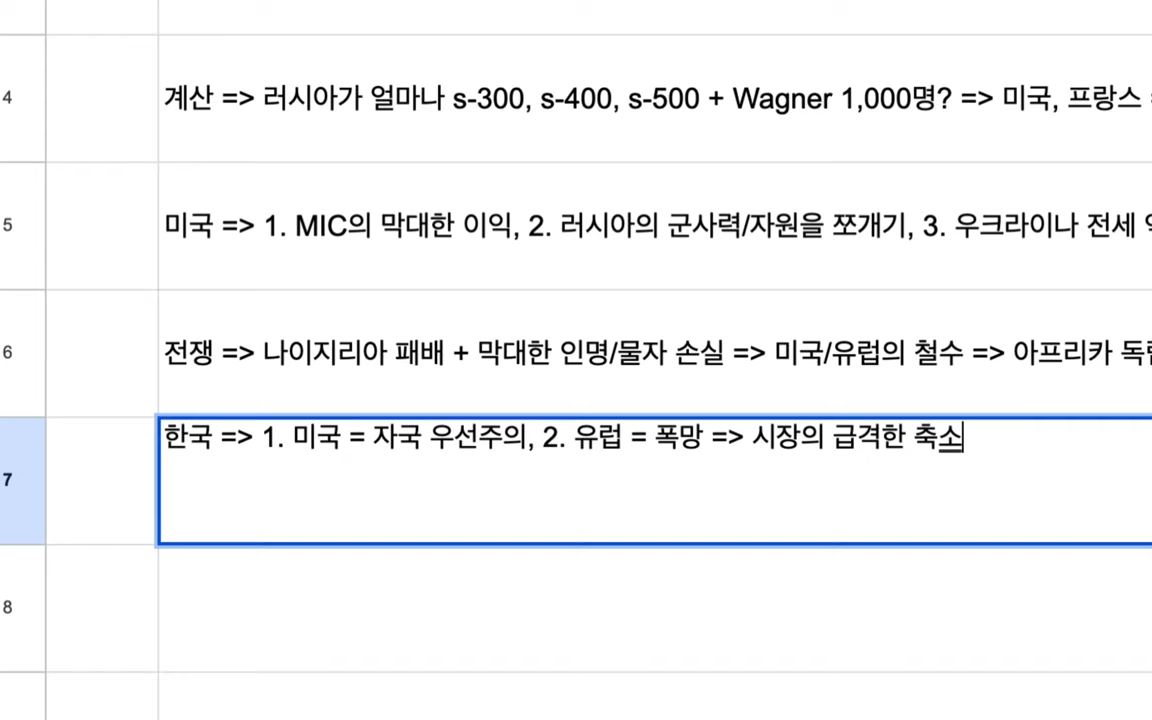 4
계산 => 러시아가 얼마나 s-300, s-400, s-500 + Wagner 1,000명? => 미국, 프랑스
5
미국 => 1. MIC의 막대한 이익, 2. 러시아의 군사력/자원을 쪼개기, 3. 우크라이나 전세
6
전쟁 => 나이지리아 패배 + 막대한 인명/물자 손실 => 미국/유럽의 철수 => 아프리카
7
한국 => 1. 미국 = 자국 우선주의, 2. 유럽 = 폭망 => 시장의 급격한 축소
8